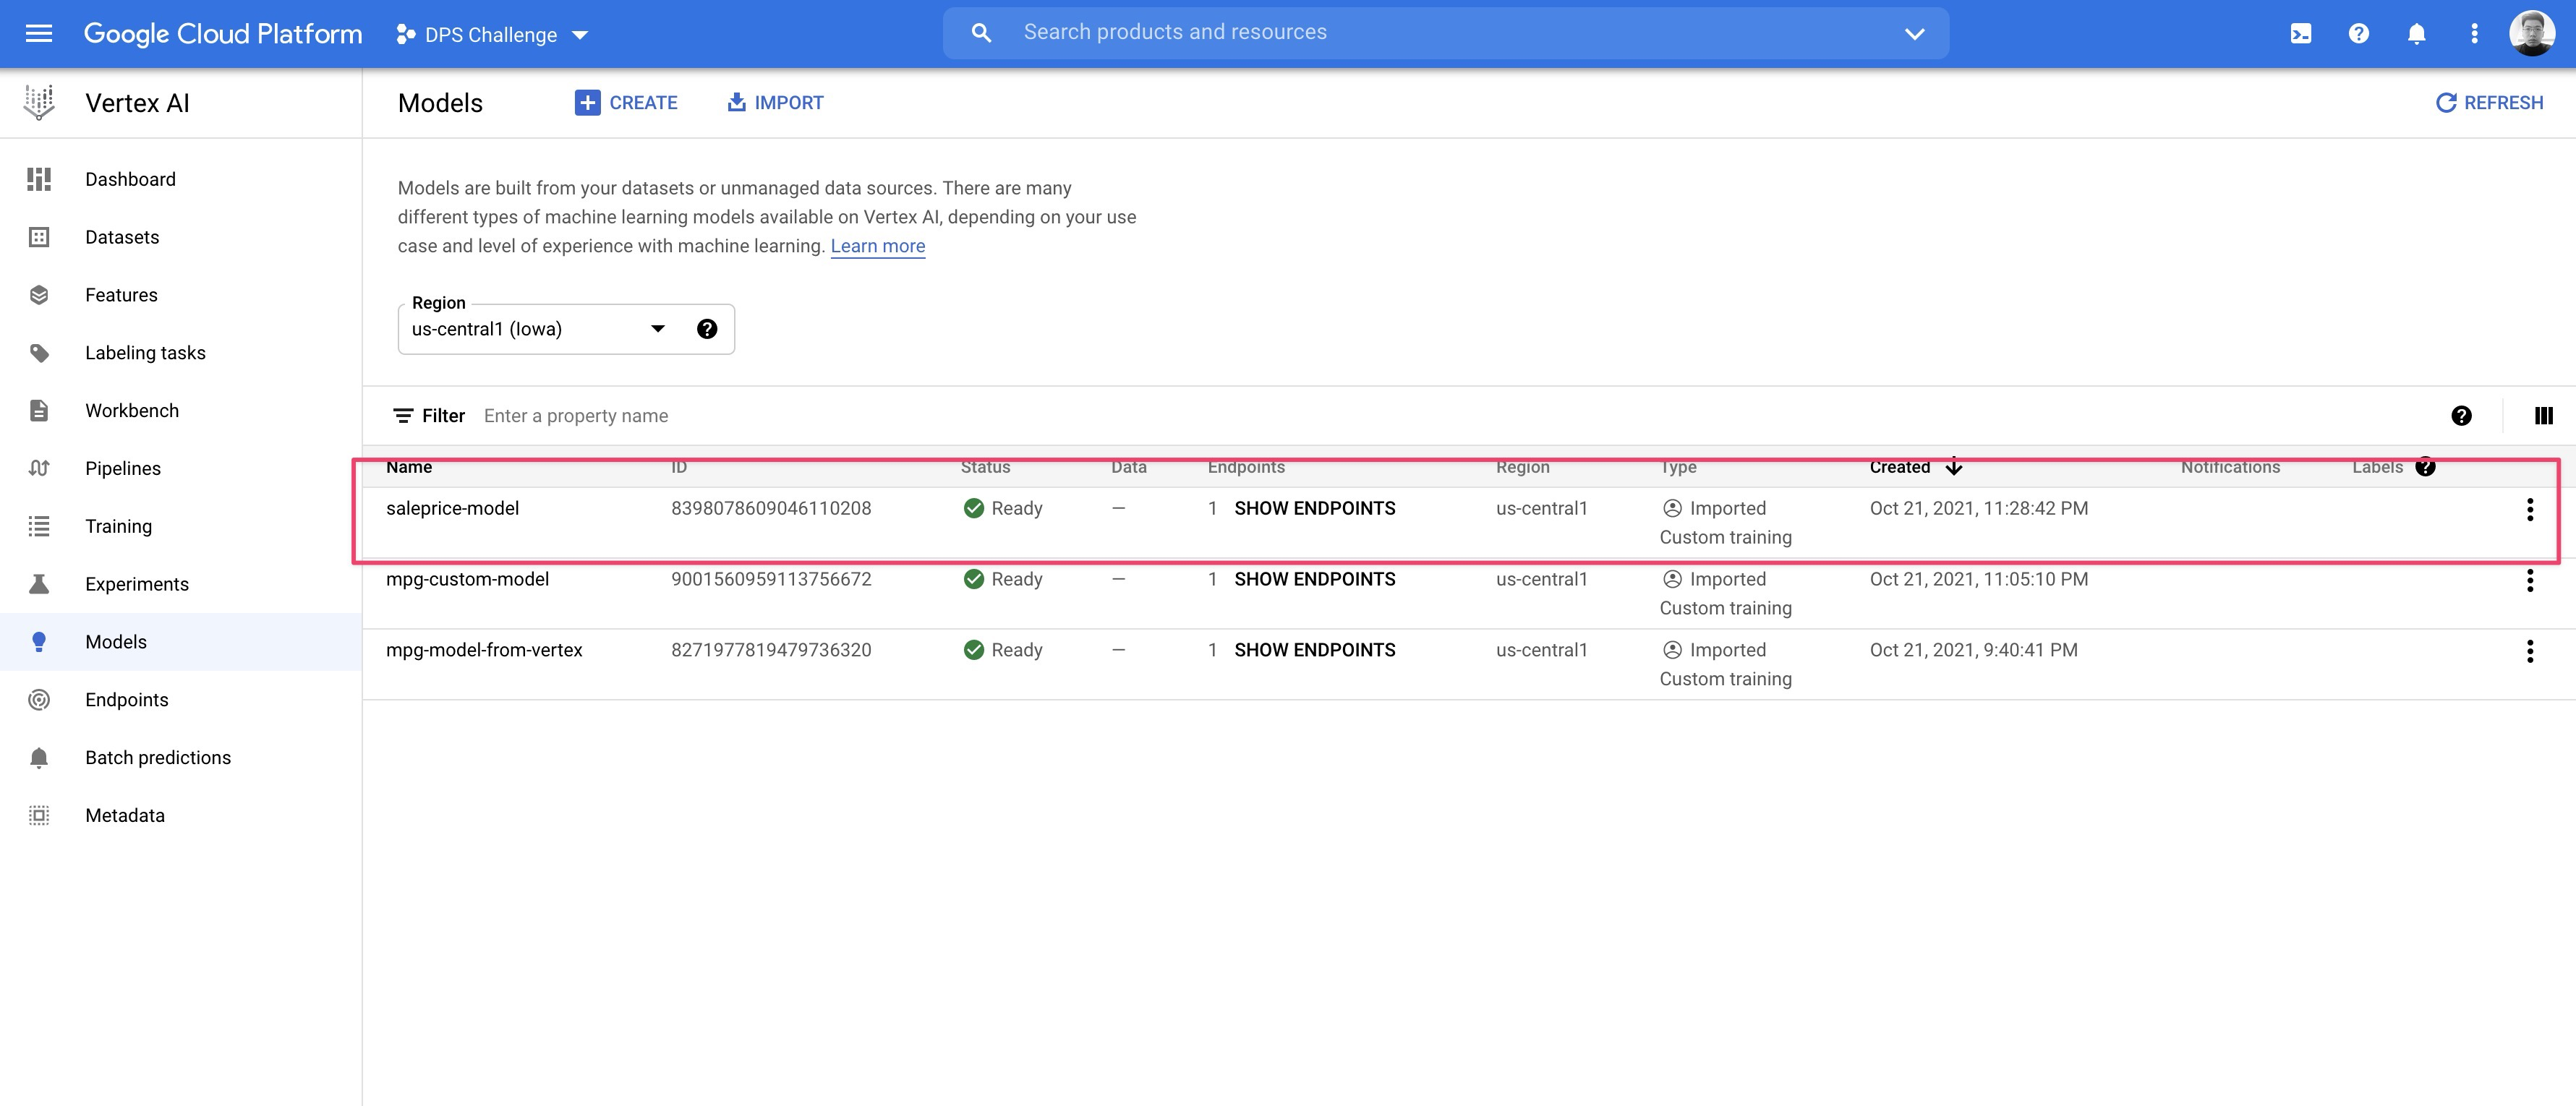 Google Cloud Platform
DPS Challenge
Search products and resources
Vertex AI
Models
CREATE
IMPORT
REFRESH
Dashboard
Datasets
Features
Labeling tasks
Workbench
Pipelines
Training
Experiments
Models
Endpoints
Batch predictions
Metadata
Models are built from your datasets or unmanaged data sources. There are many
different types of machine learning models available on Vertex AI, depending on your use
case and level of experience with machine learning. Learn more
Region
us-central1 (Iowa)
Filter Enter a property name
Name ID Status Data Endpoints Region Type Created Notifications Labels
saleprice-model 8398078609046110208 Ready — 1 SHOW ENDPOINTS us-central1 Imported Oct 21, 2021, 11:28:42 PM
Custom training
mpg-custom-model 9001560959113756672 Ready — 1 SHOW ENDPOINTS us-central1 Imported Oct 21, 2021, 11:05:10 PM
Custom training
mpg-model-from-vertex 8271977819479736320 Ready — 1 SHOW ENDPOINTS us-central1 Imported Oct 21, 2021, 9:40:41 PM
Custom training